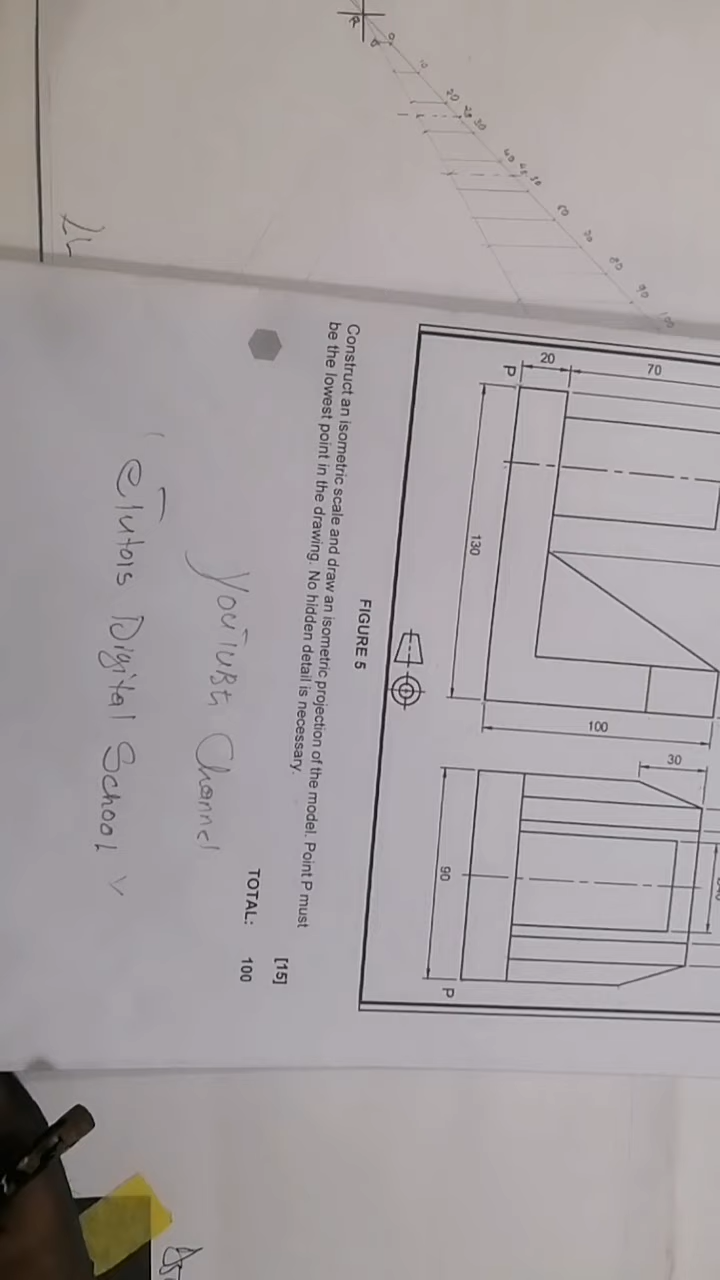 0
10
20
28
30
40
48
50
60
80
90
100
20
70
P
130
100
30
90
P
FIGURE 5
Construct an isometric scale and draw an isometric projection of the model. Point P must
be the lowest point in the drawing. No hidden detail is necessary.
[15]
TOTAL: 100
YouTube Channel
eTutors Digital School